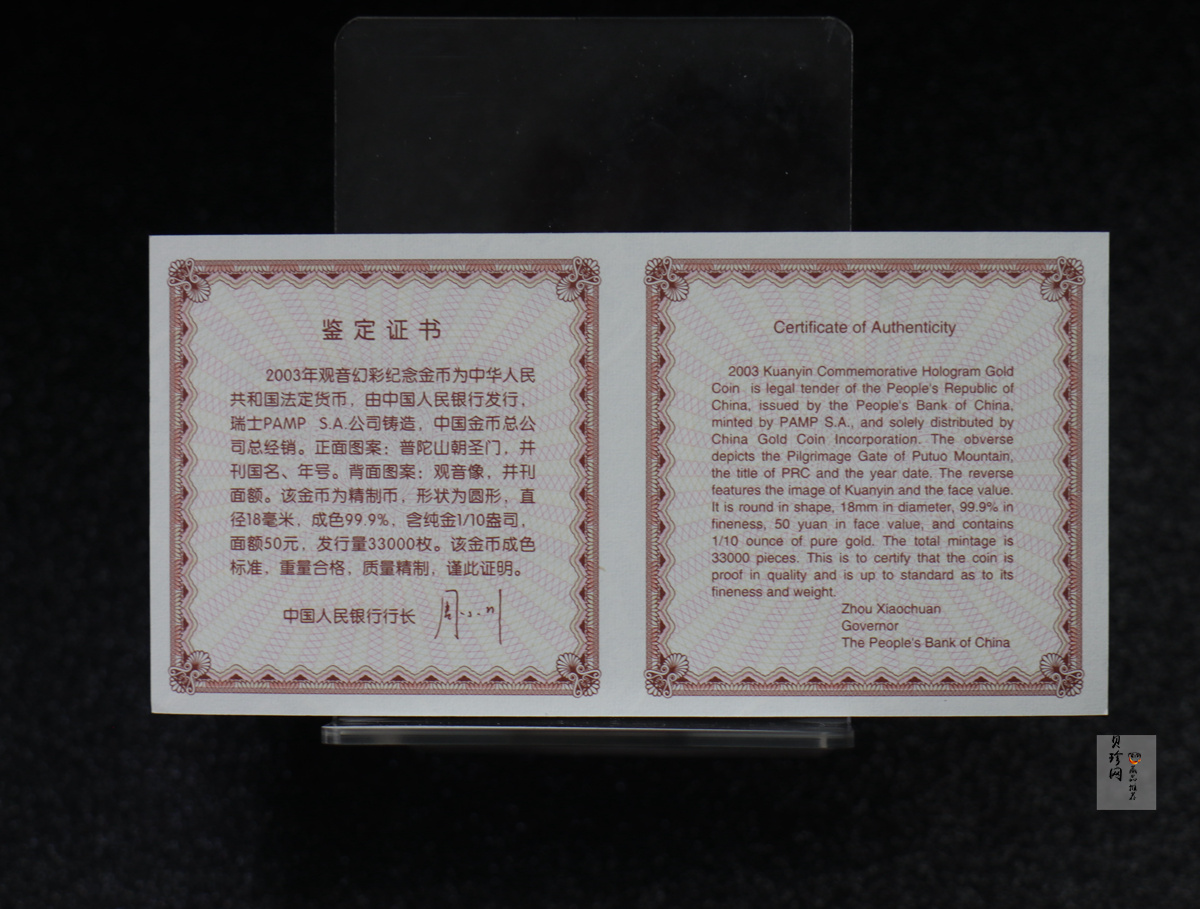 鉴定证书
2003年观音幻彩纪念金币为中华人民
共和国法定货币，由中国人民银行发行，
瑞士PAMP S.A.公司铸造，中国金币总公
司总经销。正面图案：普陀山朝圣门，并
刊国名、年号。背面图案：观音像，并刊
面额。该金币为精制币，形状为圆形，直
径18毫米，成色99.9%，含纯金1/10盎司，
面额50元，发行量33000枚。该金币成色
标准，重量合格，质量精制，谨此证明。
中国人民银行行长
Certificate of Authenticity
2003 Kuanyin Commemorative Hologram Gold
Coin is legal tender of the People's Republic of
China, issued by the People's Bank of China,
minted by PAMP S.A., and solely distributed by
China Gold Coin Incorporation. The obverse
depicts the Pilgrimage Gate of Putuo Mountain,
the title of PRC and the year date. The reverse
features the image of Kuanyin and the face value.
It is round in shape, 18mm in diameter, 99.9% in
fineness, 50 yuan in face value, and contains
1/10 ounce of pure gold. The total mintage is
33000 pieces. This is to certify that the coin is
proof in quality and is up to standard as to its
fineness and weight.
Zhou Xiaochuan
Governor
The People's Bank of China
贝珍网